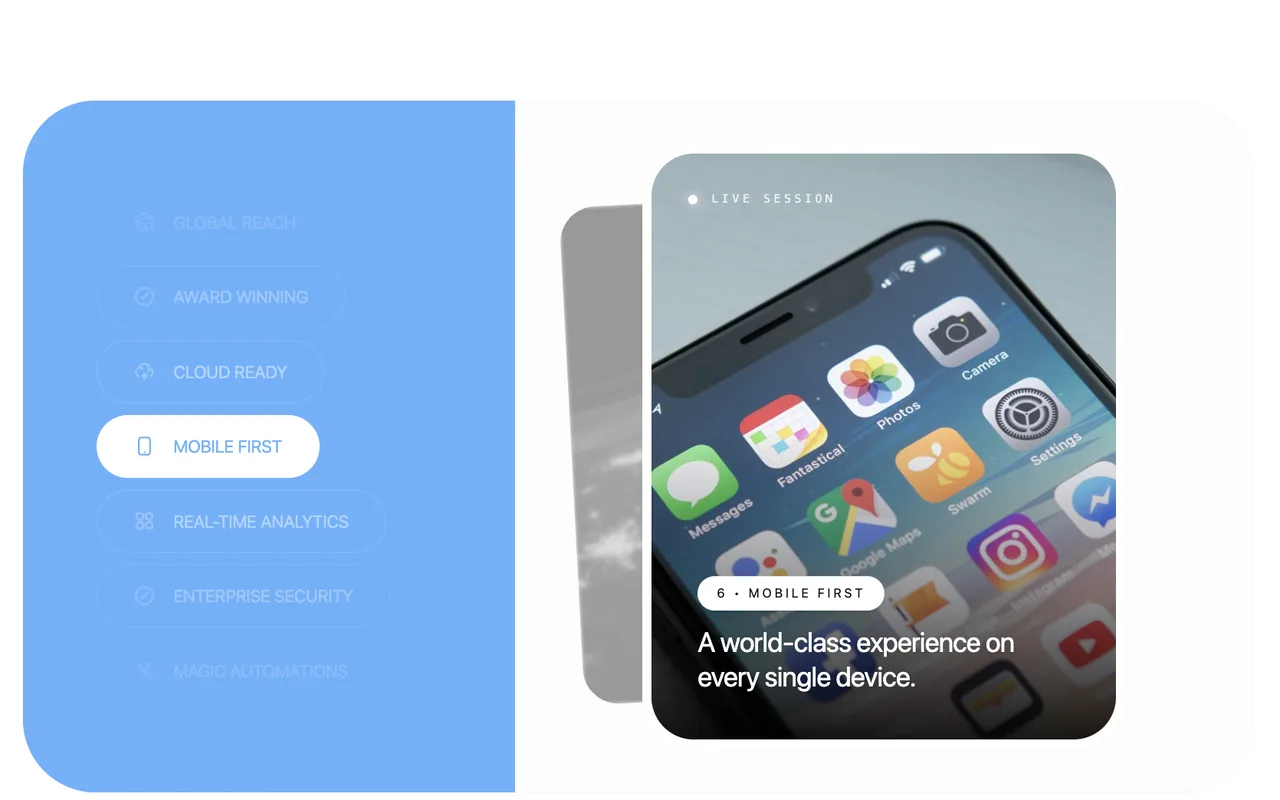 GLOBAL REACH
AWARD WINNING
CLOUD READY
MOBILE FIRST
REAL-TIME ANALYTICS
ENTERPRISE SECURITY
MAGIC AUTOMATIONS
LIVE SESSION
Camera
Photos
Fantastical
Messages
Settings
Swarm
Google Maps
Instagram
6 • MOBILE FIRST
A world-class experience on
every single device.